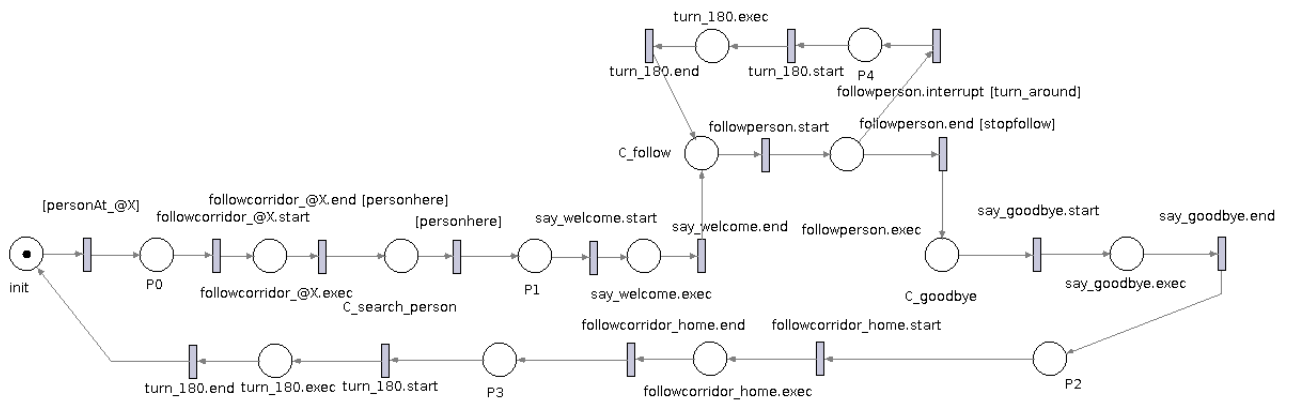 turn_180.exec
turn_180.end
turn_180.start
P4
followperson.interrupt [turn_around]
followperson.start
followperson.end [stopfollow]
C_follow
followcorridor_@X.end [personhere]
[personAt_@X]
followcorridor_@X.start
[personhere]
say_welcome.start
say_welcome.end
followperson.exec
say_goodbye.start
say_goodbye.end
init
P0
followcorridor_@X.exec
C_search_person
P1
say_welcome.exec
C_goodbye
say_goodbye.exec
followcorridor_home.end
followcorridor_home.start
turn_180.end
turn_180.exec
turn_180.start
P3
followcorridor_home.exec
P2